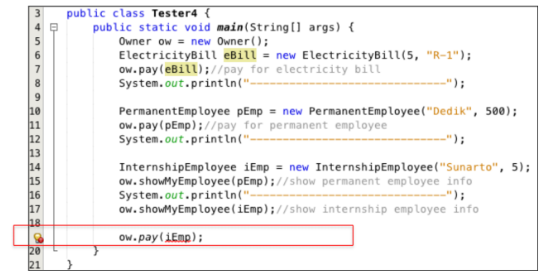 3 public class Tester4 {
4 public static void main(String[] args) {
5 Owner ow = new Owner();
6 ElectricityBill eBill = new ElectricityBill(5, "R-1");
7 ow.pay(eBill);//pay for electricity bill
8 System.out.println("-------------------------------");
9
10 PermanentEmployee pEmp = new PermanentEmployee("Dedik", 500);
11 ow.pay(pEmp);//pay for permanent employee
12 System.out.println("-------------------------------");
13
14 InternshipEmployee iEmp = new InternshipEmployee("Sunarto", 5);
15 ow.showMyEmployee(pEmp);//show permanent employee info
16 System.out.println("-------------------------------");
17 ow.showMyEmployee(iEmp);//show internship employee info
18
ow.pay(iEmp);
20 }
21 }